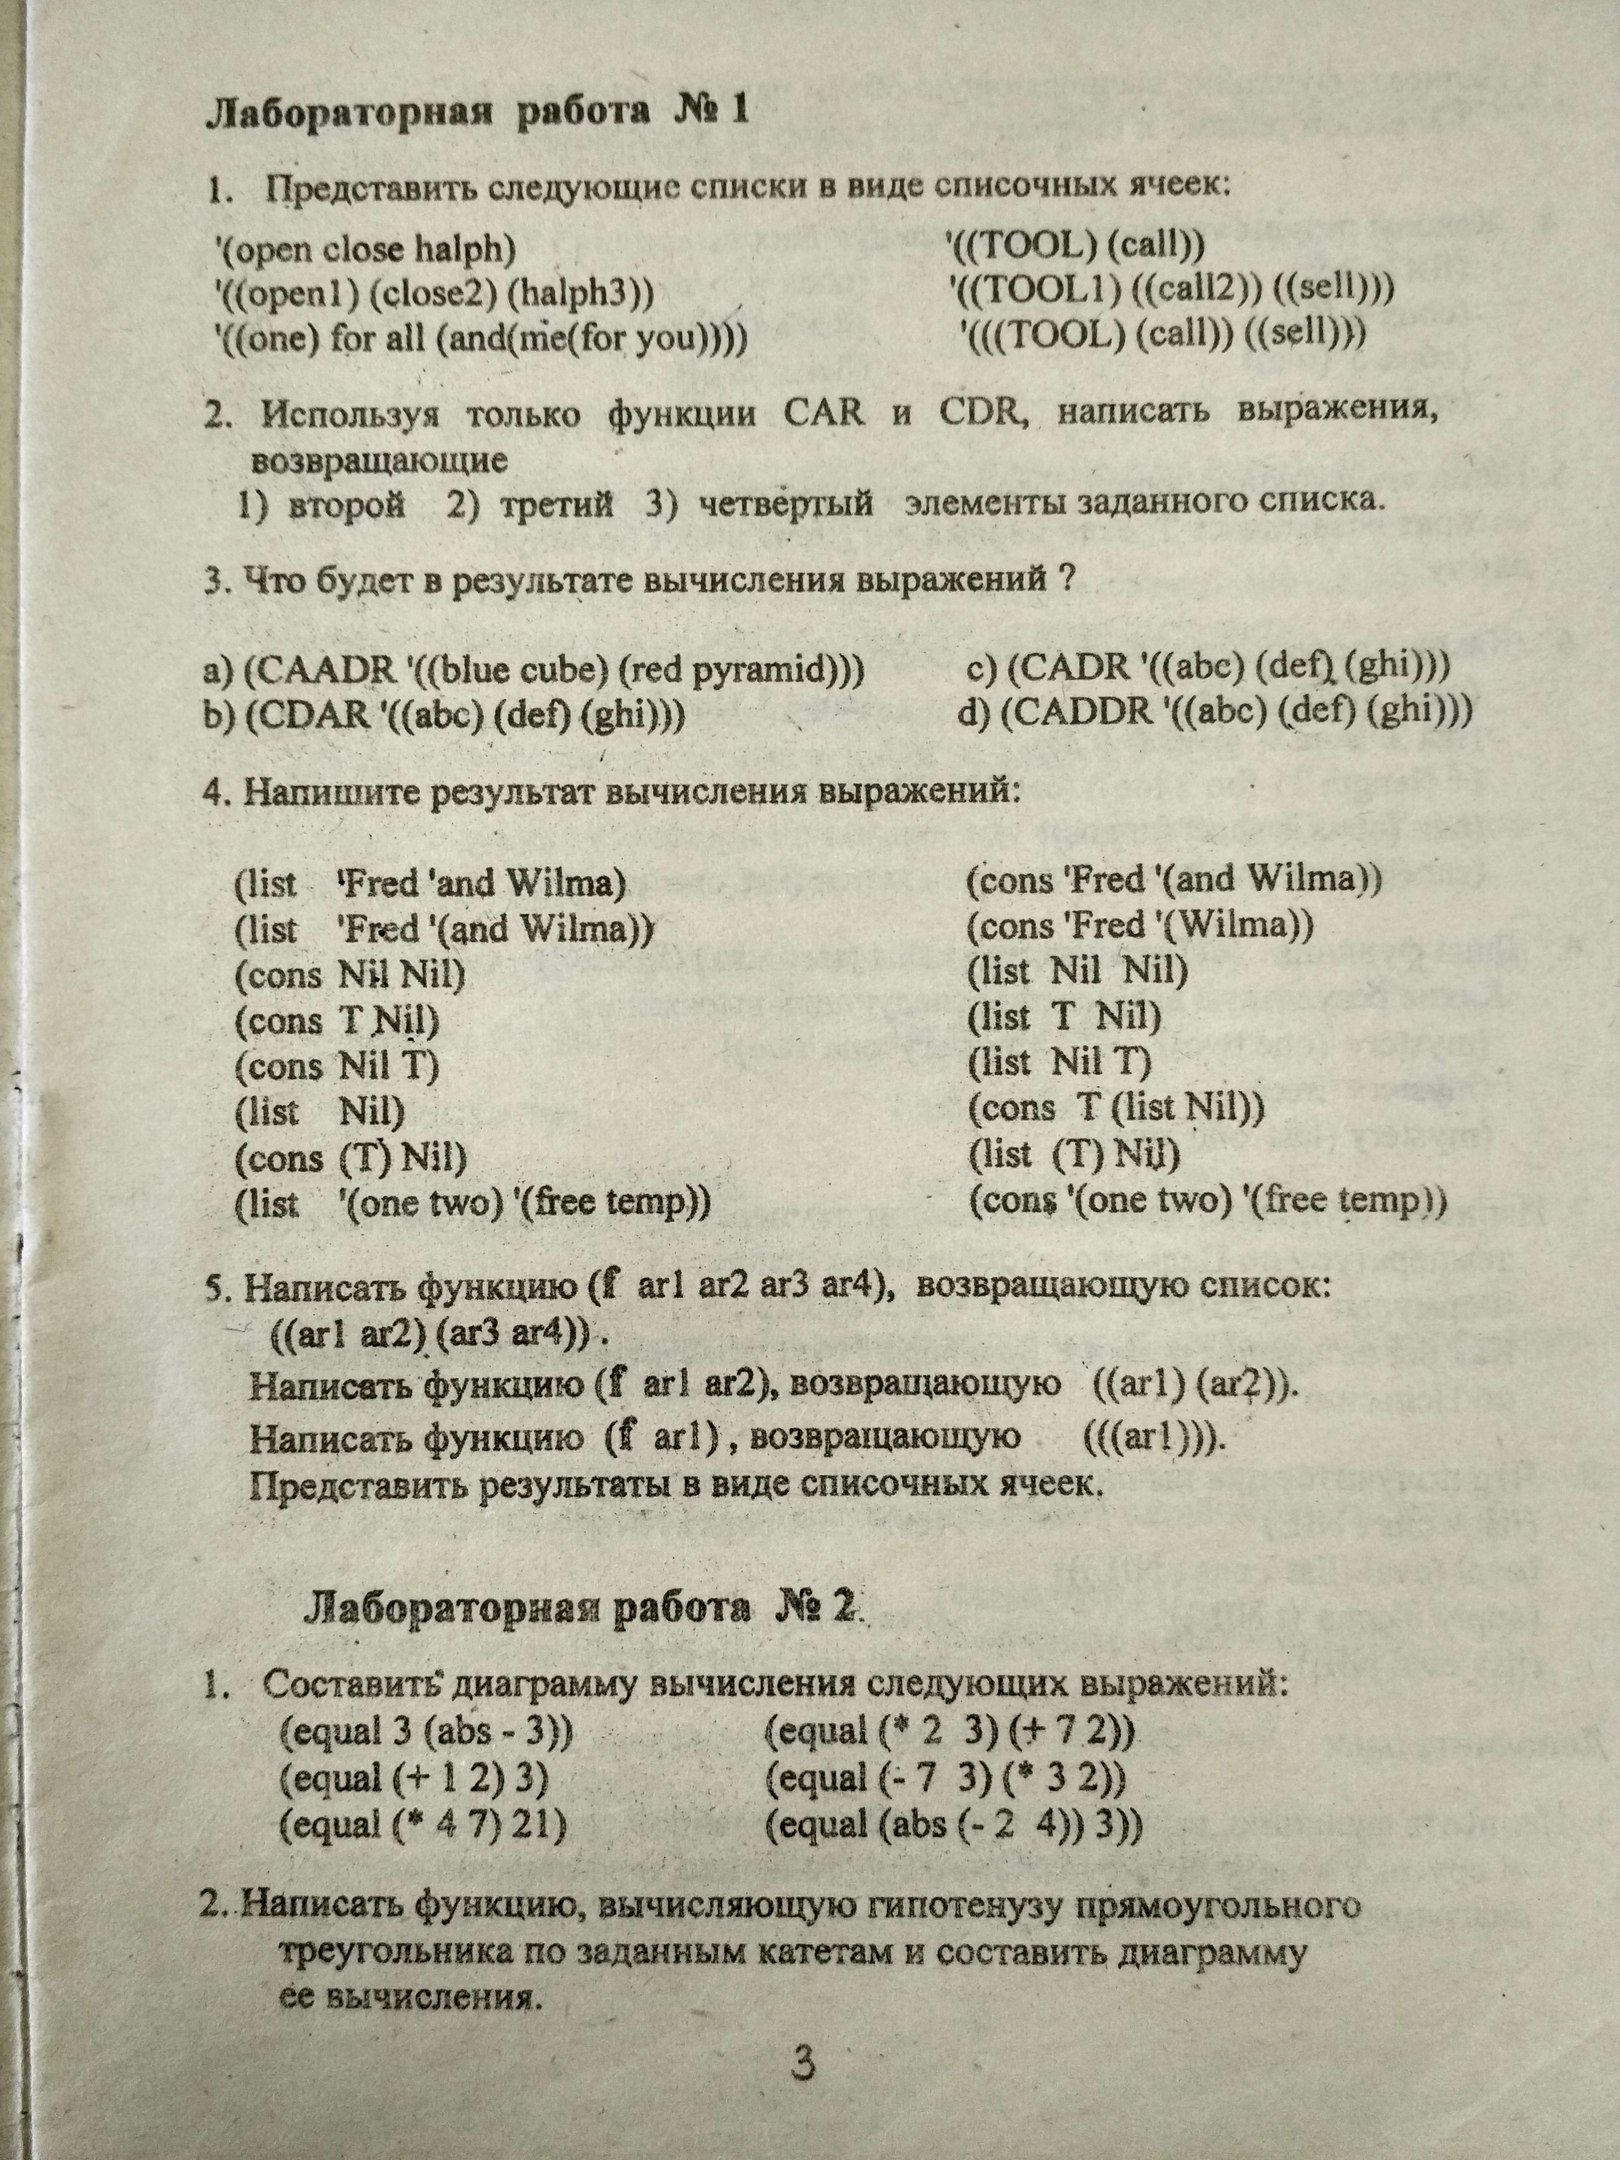 Лабораторная работа № 1
1. Представить следующие списки в виде списочных ячеек:
'(open close halph) '((TOOL) (call))
'((open1) (close2) (halph3)) '((TOOL1) ((call2)) ((sell)))
'((one) for all (and(me(for you)))) '(((TOOL) (call)) ((sell)))
2. Используя только функции CAR и CDR, написать выражения,
возвращающие
1) второй 2) третий 3) четвертый элементы заданного списка.
3. Что будет в результате вычисления выражений ?
a) (CAADR '((blue cube) (red pyramid))) c) (CADR '((abc) (def) (ghi)))
b) (CDAR '((abc) (def) (ghi))) d) (CADDR '((abc) (def) (ghi)))
4. Напишите результат вычисления выражений:
(list 'Fred 'and Wilma) (cons 'Fred '(and Wilma))
(list 'Fred '(and Wilma)) (cons 'Fred '(Wilma))
(cons Nil Nil) (list Nil Nil)
(cons T Nil) (list T Nil)
(cons Nil T) (list Nil T)
(list Nil) (cons T (list Nil))
(cons (T) Nil) (list (T) Nil)
(list '(one two) '(free temp)) (cons '(one two) '(free temp))
5. Написать функцию (f ar1 ar2 ar3 ar4), возвращающую список:
((ar1 ar2) (ar3 ar4)) .
Написать функцию (f ar1 ar2), возвращающую ((ar1) (ar2)).
Написать функцию (f ar1) , возвращающую (((ar1))).
Представить результаты в виде списочных ячеек.
Лабораторная работа № 2.
1. Составить диаграмму вычисления следующих выражений:
(equal 3 (abs - 3)) (equal (* 2 3) (+ 7 2))
(equal (+ 1 2) 3) (equal (- 7 3) (* 3 2))
(equal (* 4 7) 21) (equal (abs (- 2 4)) 3))
2. Написать функцию, вычисляющую гипотенузу прямоугольного
треугольника по заданным катетам и составить диаграмму
ее вычисления.
3